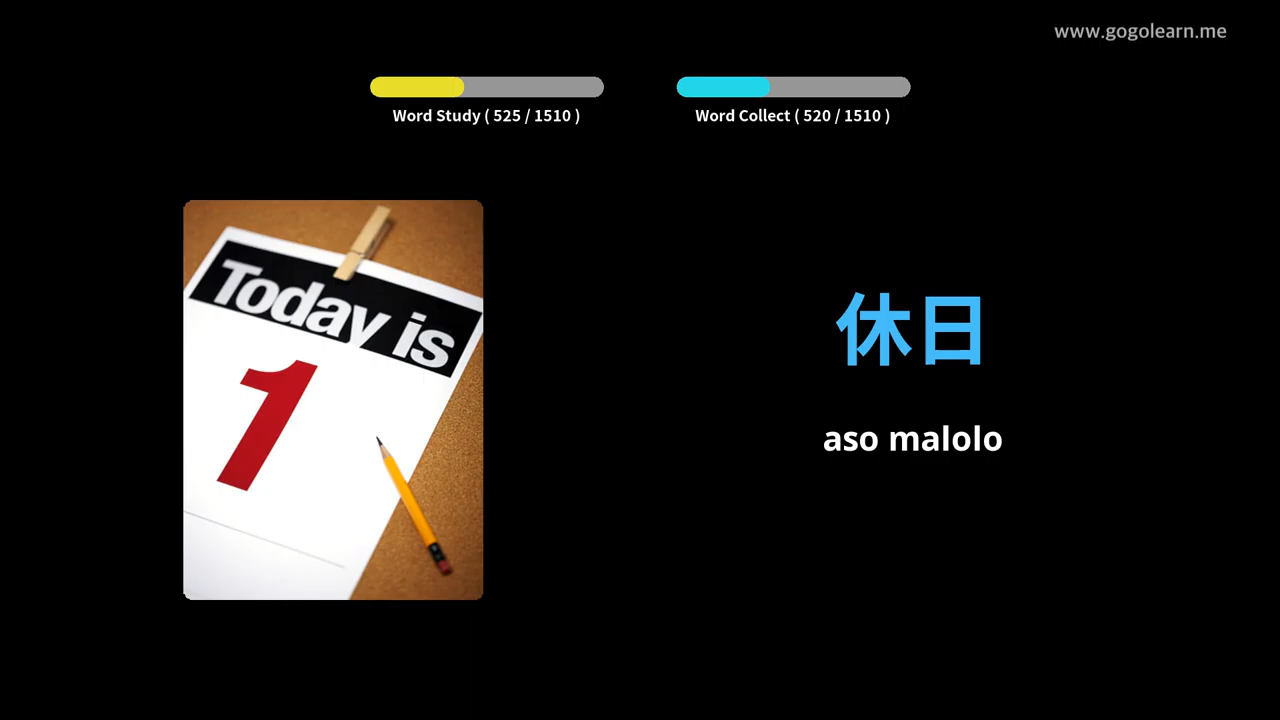 www.gogolearn.me
Word Study ( 525 / 1510 )
Word Collect ( 520 / 1510 )
Today is
1
休日
aso malolo